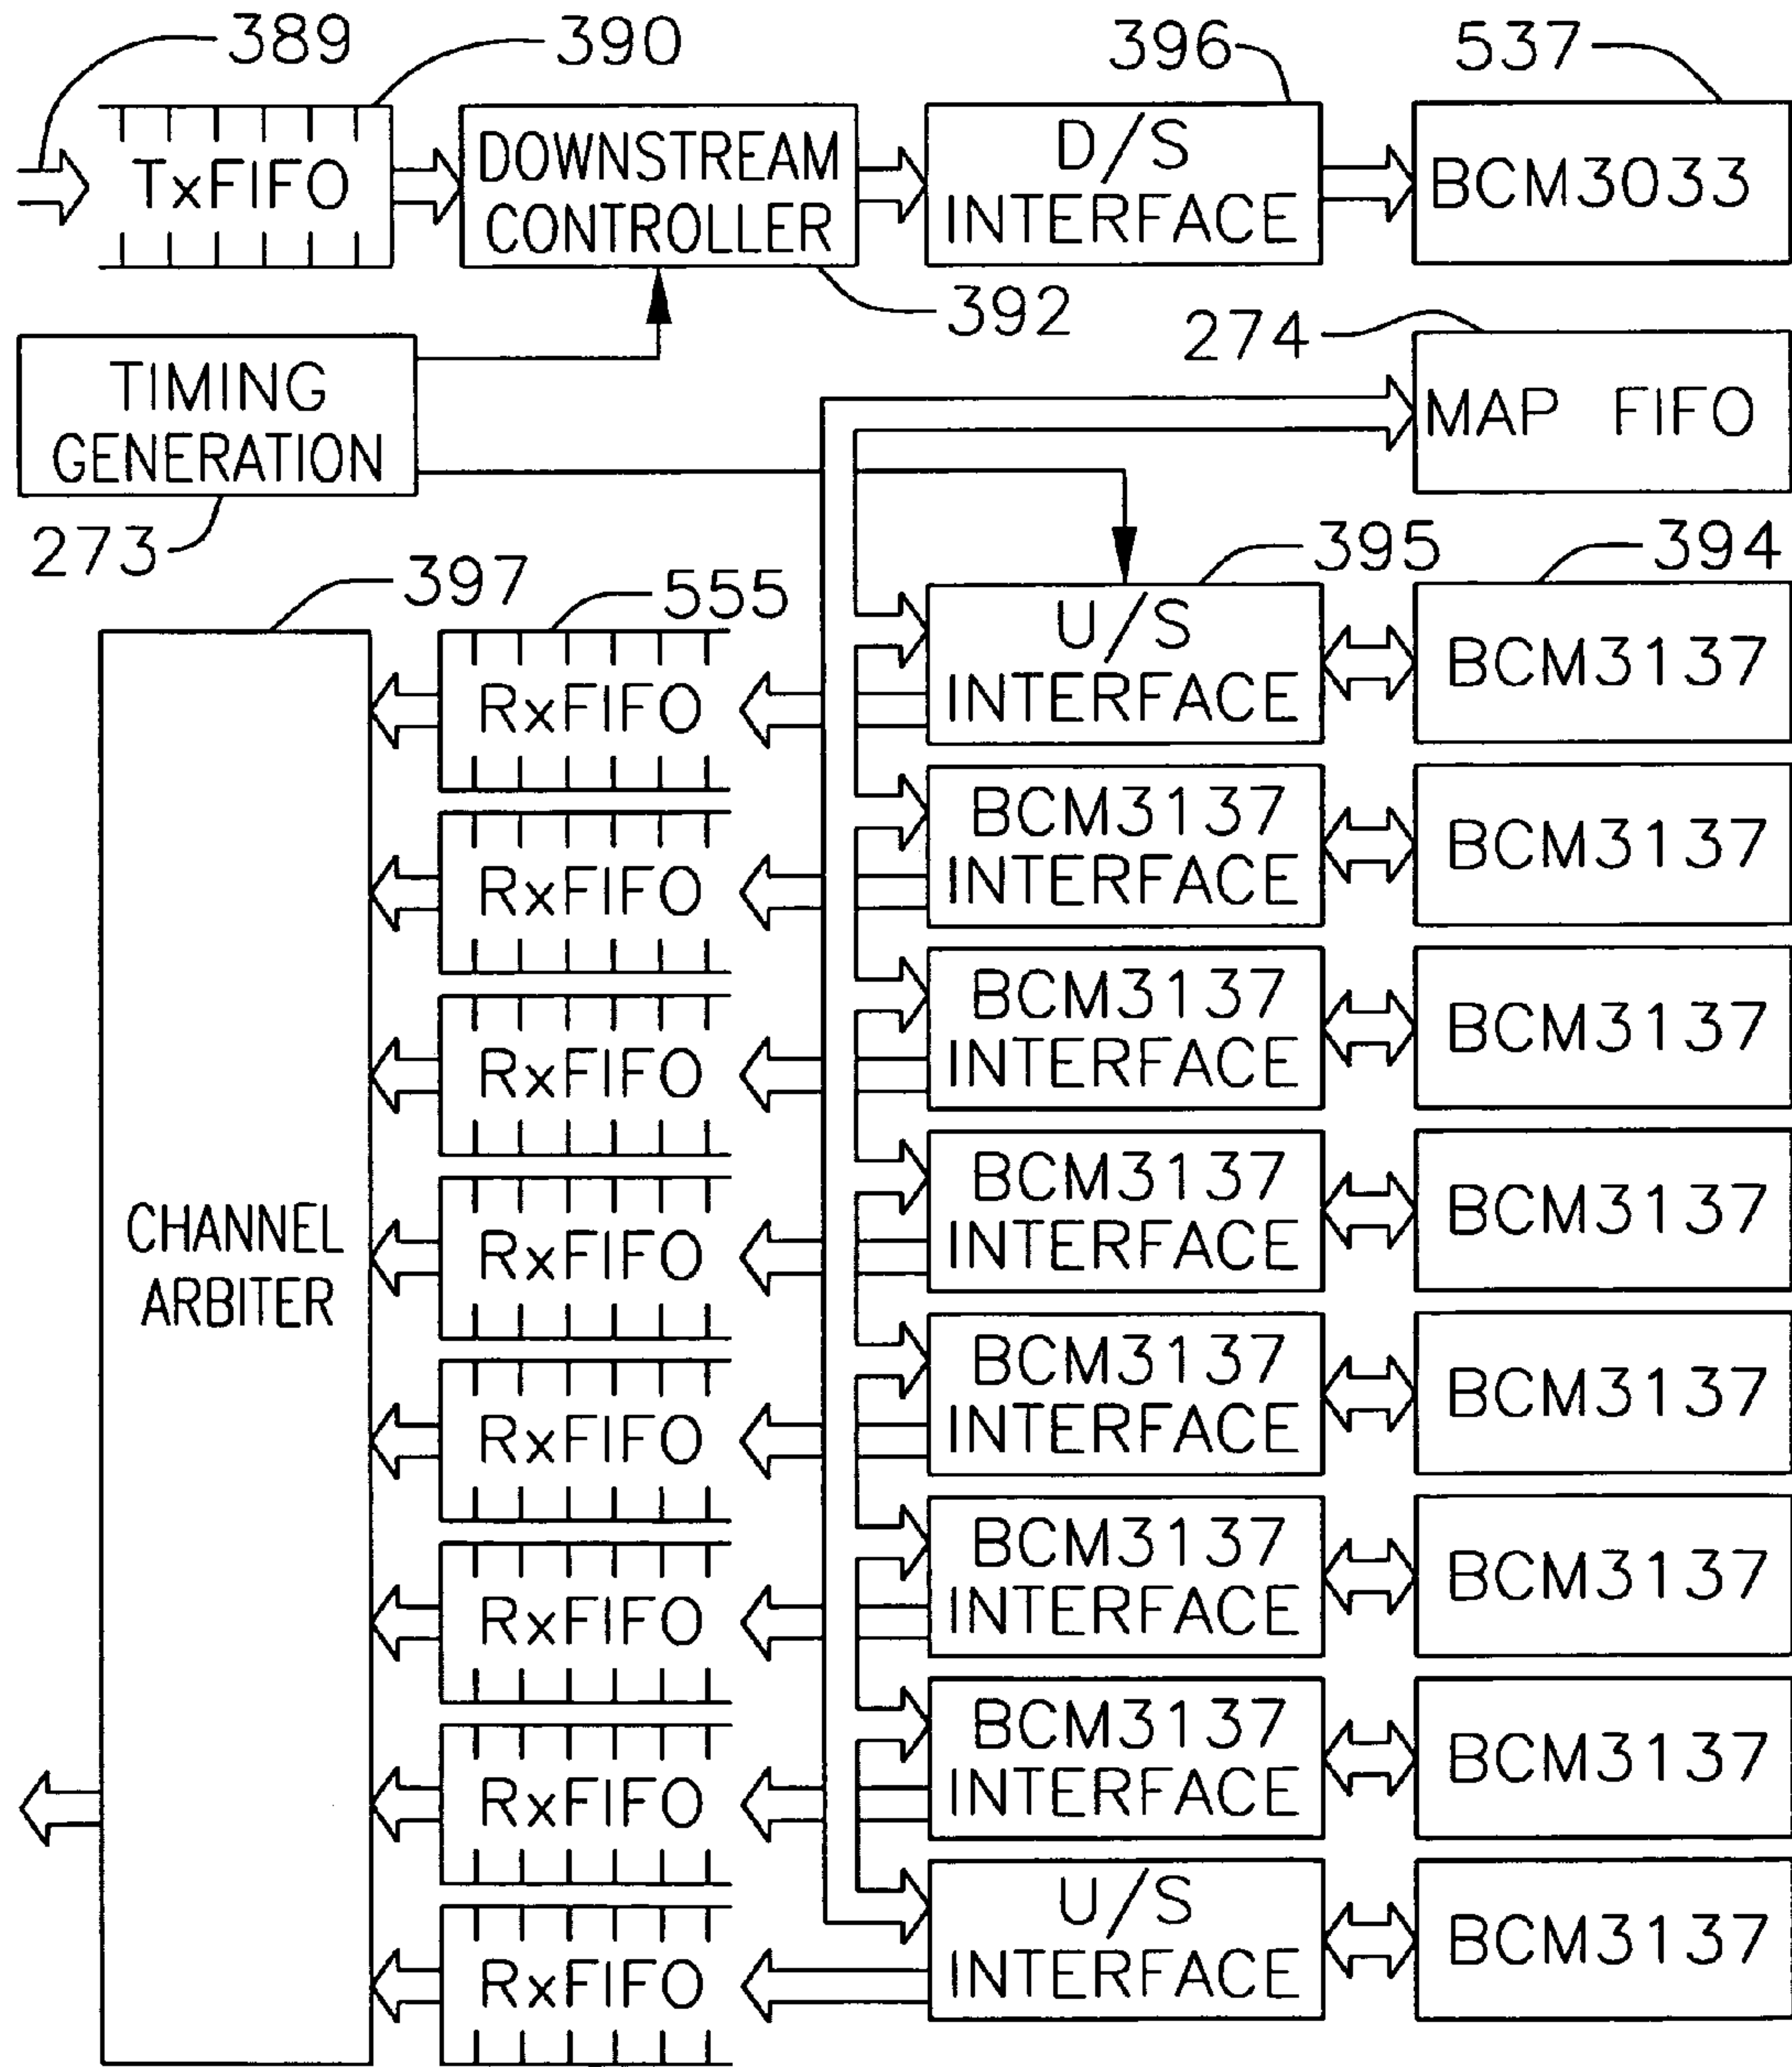 389
390
396
537
TxFIFO
DOWNSTREAM
CONTROLLER
D/S
INTERFACE
BCM3033
392
274
TIMING
GENERATION
MAP FIFO
273
397
555
395
394
CHANNEL
ARBITER
RxFIFO
U/S
INTERFACE
BCM3137
RxFIFO
BCM3137
INTERFACE
BCM3137
RxFIFO
BCM3137
INTERFACE
BCM3137
RxFIFO
BCM3137
INTERFACE
BCM3137
RxFIFO
BCM3137
INTERFACE
BCM3137
RxFIFO
BCM3137
INTERFACE
BCM3137
RxFIFO
BCM3137
INTERFACE
BCM3137
RxFIFO
U/S
INTERFACE
BCM3137